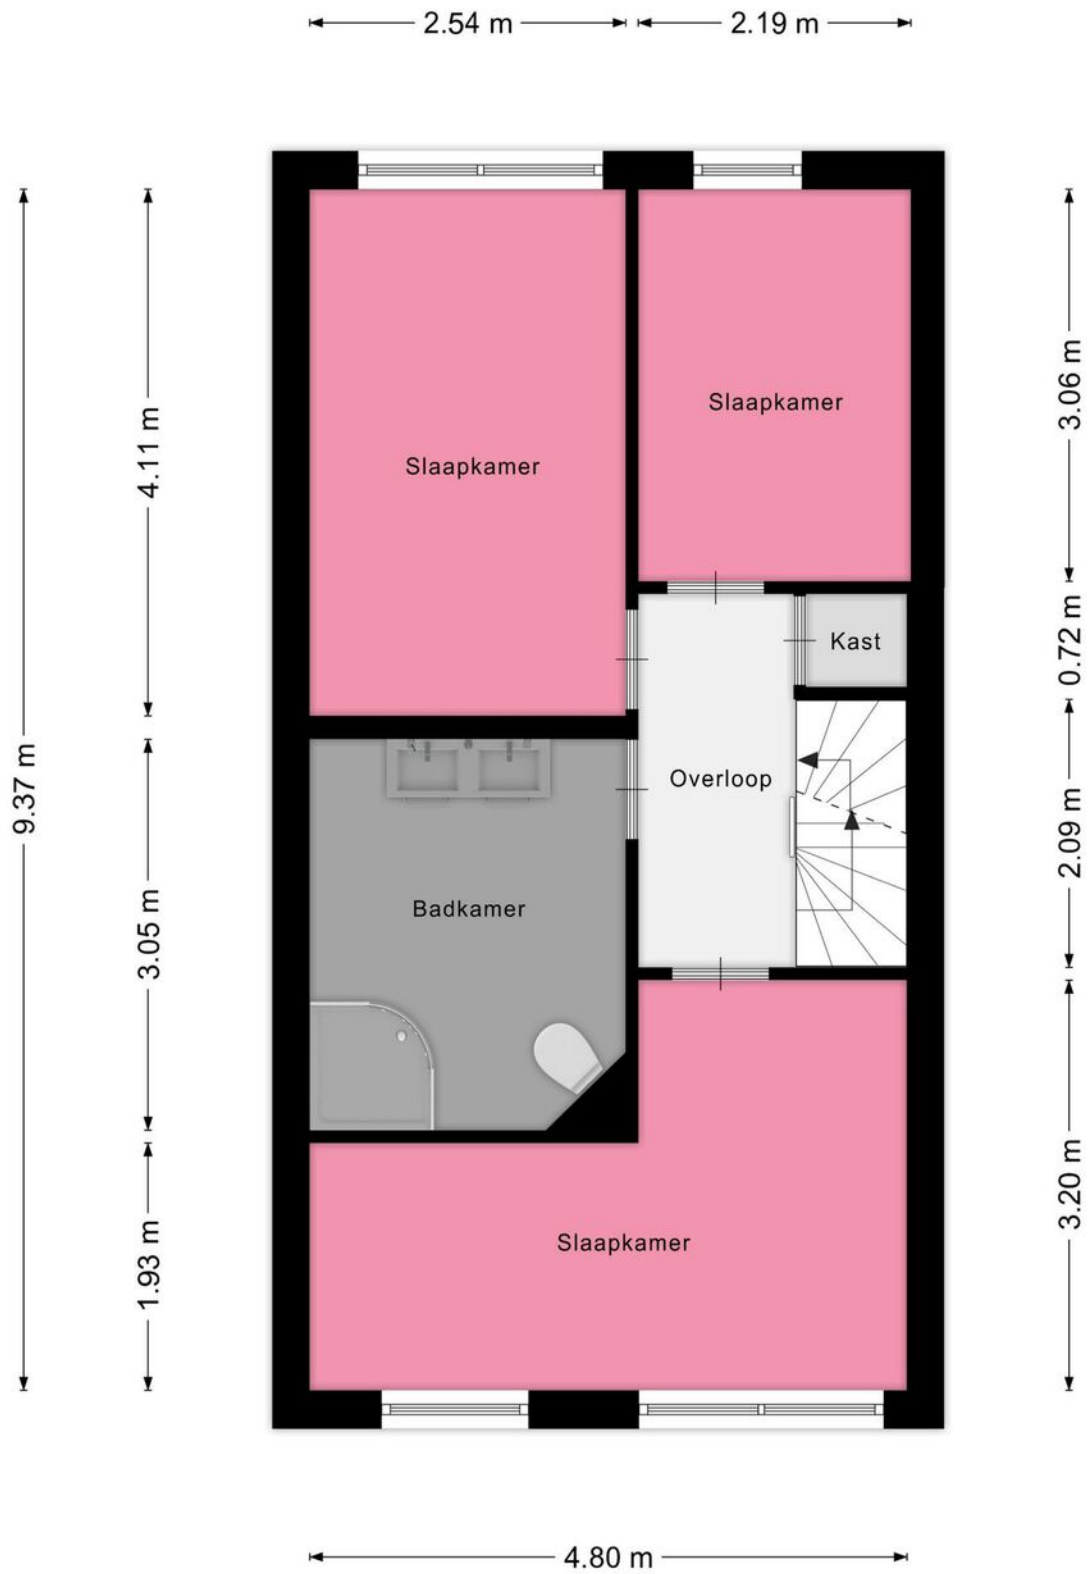 2.54 m
2.19 m
Slaapkamer
3.06 m
4.11 m
Slaapkamer
Kast
0.72 m
Overloop
9.37 m
2.09 m
Badkamer
3.05 m
3.20 m
Slaapkamer
1.93 m
4.80 m